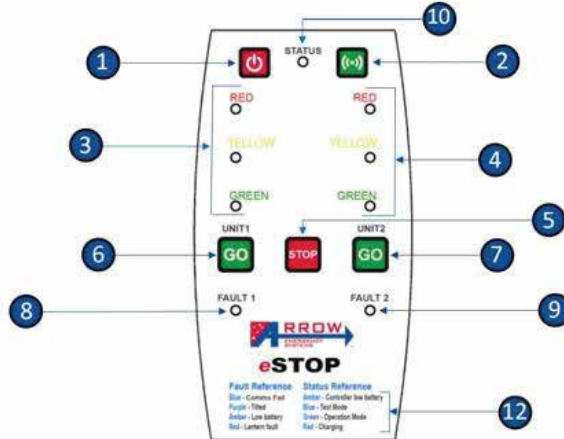 10
STATUS
1
2
RED
RED
3
YELLOW
YELLOW
4
GREEN
GREEN
5
UNIT1
UNIT2
6
GO
STOP
GO
7
8
FAULT 1
FAULT 2
9
ARROW
EMERGENCY
SYSTEMS
eSTOP
Fault Reference
Status Reference
Blue - Comms Fail
Amber - Controller low battery
Purple - Tilted
Blue - Test Mode
Amber - Low battery
Green - Operation Mode
Red - Lantern fault
Red - Charging
12